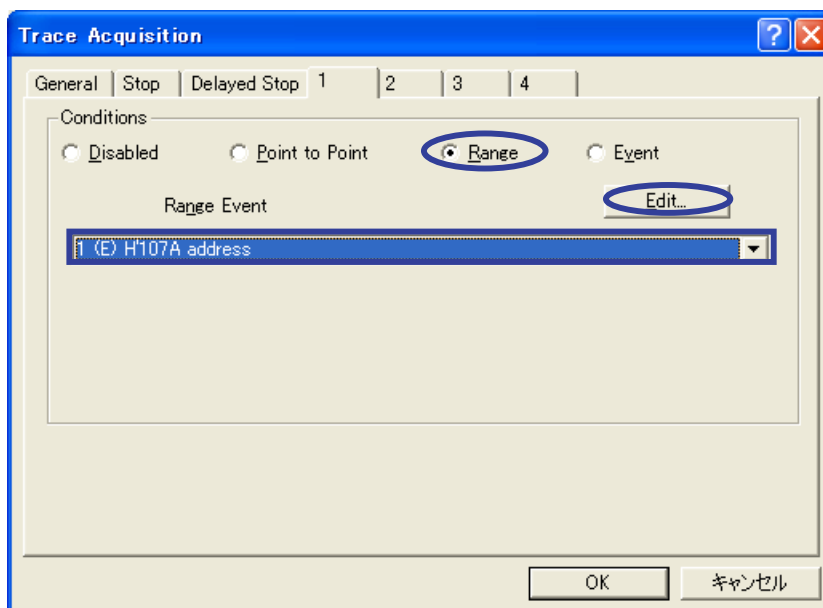 Trace Acquisition
General Stop Delayed Stop 1 2 3 4
Conditions
Disabled Point to Point Range Event
Range Event Edit...
1 (E) H'107A address
OK キャンセル